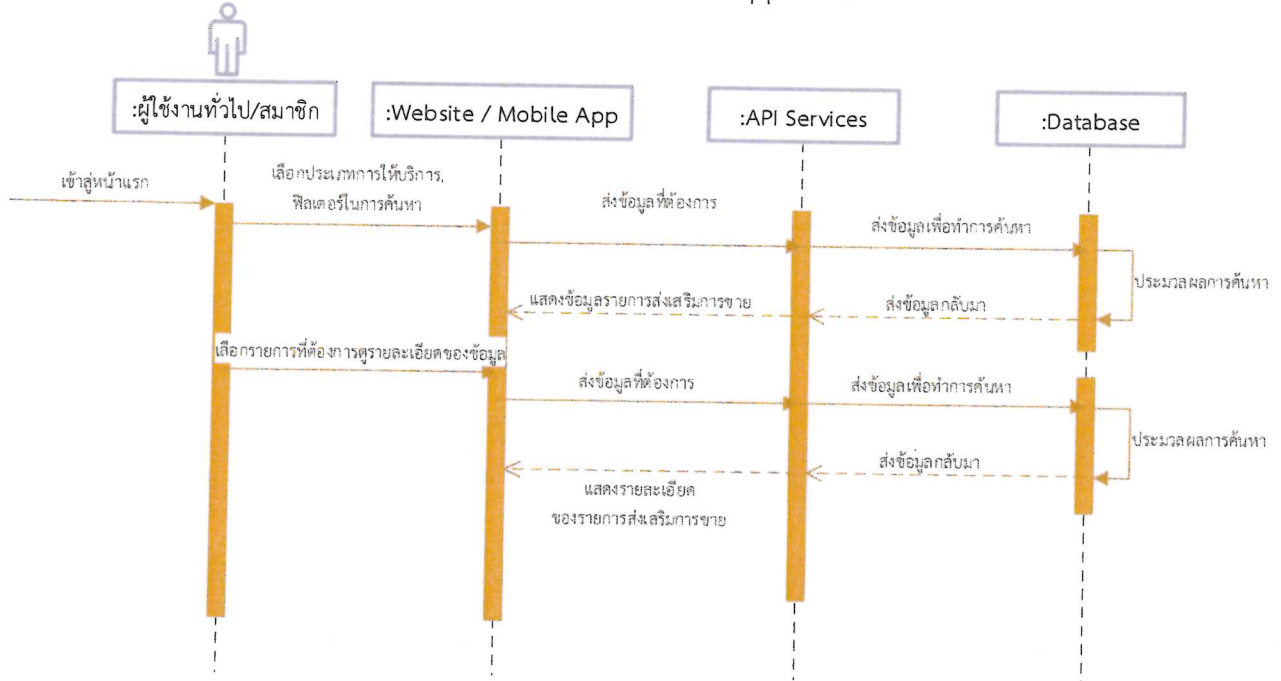 :ผู้ใช้งานทั่วไป/สมาชิก
:Website / Mobile App
:API Services
:Database
เข้าสู่หน้าแรก
เลือกประเภทการให้บริการ,
ฟิลเตอร์ในการค้นหา
ส่งข้อมูลที่ต้องการ
ส่งข้อมูลเพื่อทำการค้นหา
ประมวลผลการค้นหา
แสดงข้อมูลรายการส่งเสริมการขาย
ส่งข้อมูลกลับมา
เลือกรายการที่ต้องการดูรายละเอียดของข้อมูล
ส่งข้อมูลที่ต้องการ
ส่งข้อมูลเพื่อทำการค้นหา
ประมวลผลการค้นหา
ส่งข้อมูลกลับมา
แสดงรายละเอียด
ของรายการส่งเสริมการขาย